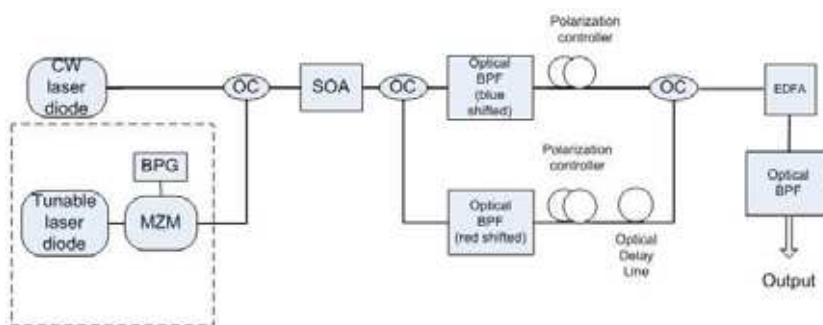 CW
laser
diode
OC
SOA
OC
Optical
BPF
(blue
shifted)
Polarization
controller
OC
EDFA
Optical
BPF
Output
BPG
Tunable
laser
diode
MZM
Optical
BPF
(red shifted)
Polarization
controller
Optical
Delay
Line